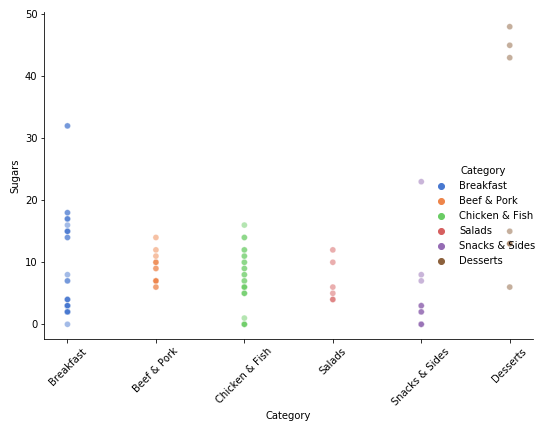 50
40
30
20
10
0
Sugars
Category
Breakfast
Beef & Pork
Chicken & Fish
Salads
Snacks & Sides
Desserts
Breakfast
Beef & Pork
Chicken & Fish
Salads
Snacks & Sides
Desserts
Category